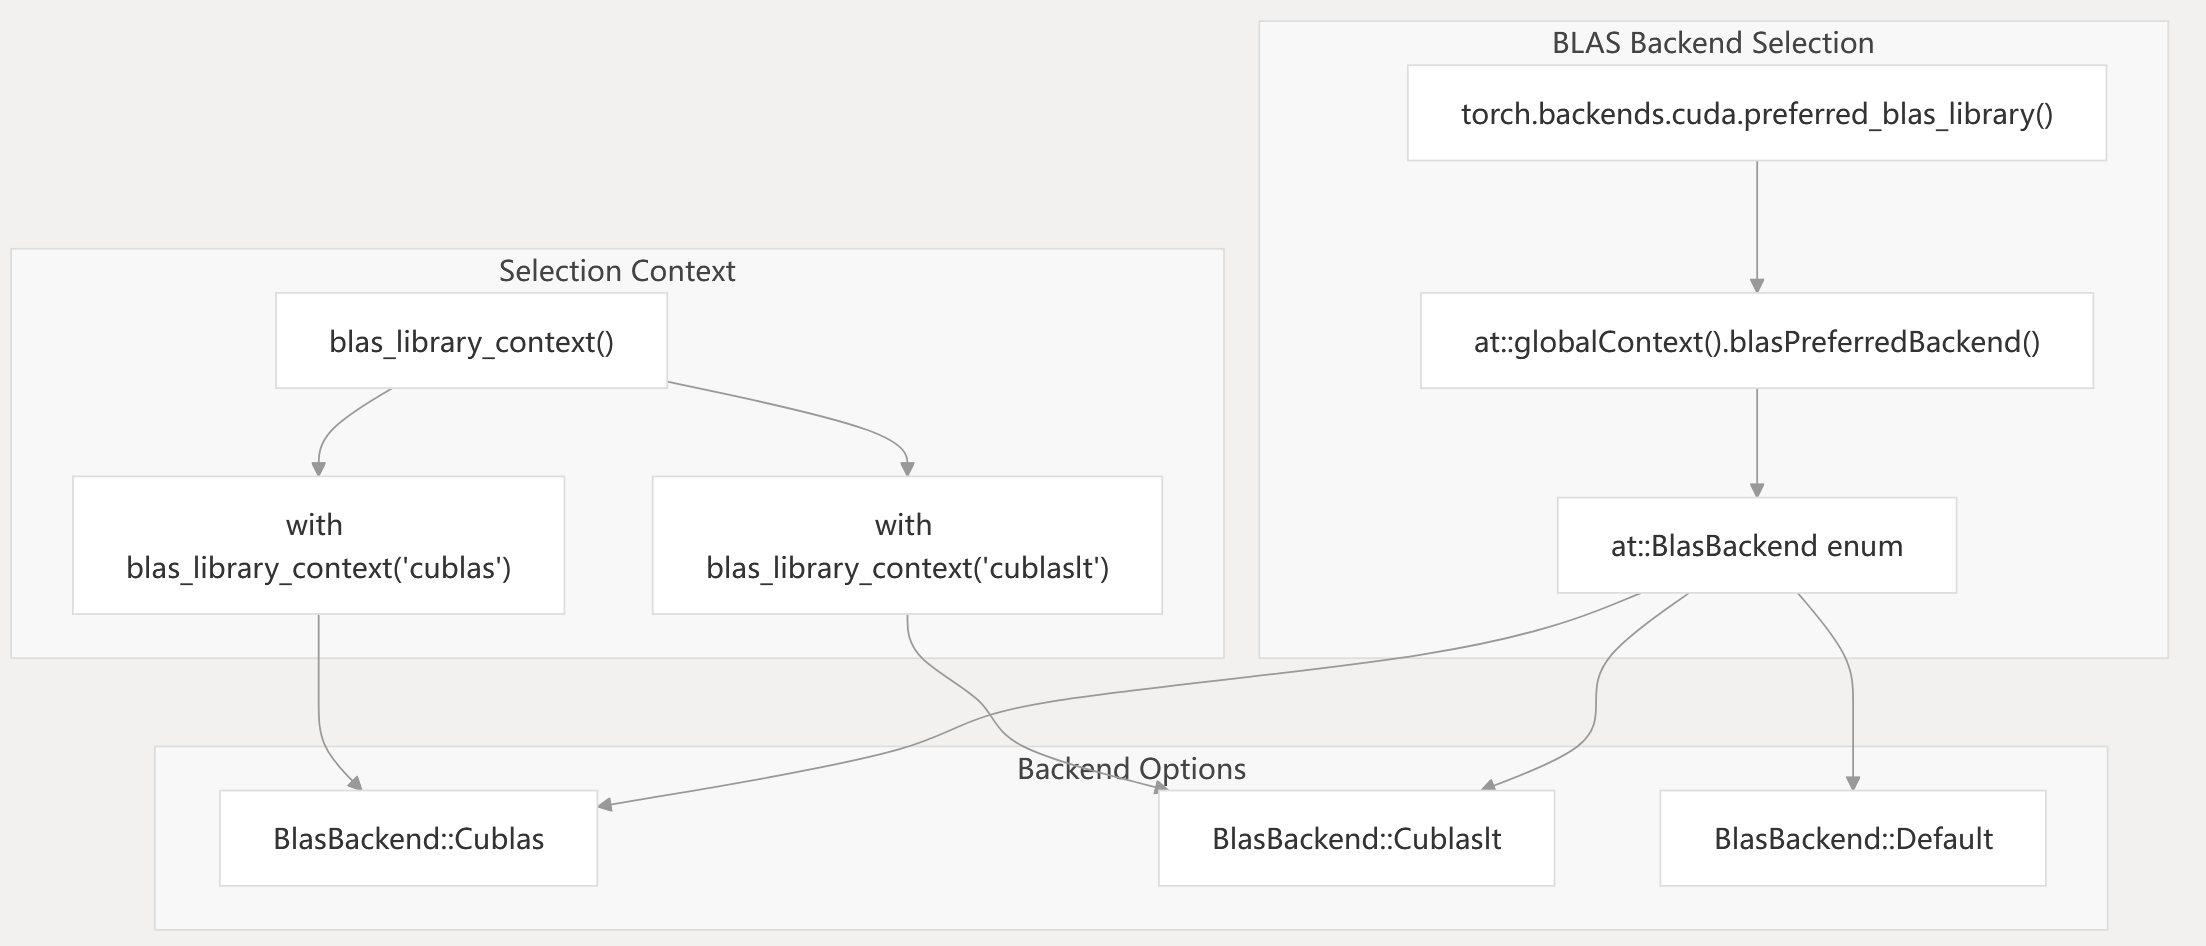 BLAS Backend Selection
torch.backends.cuda.preferred_blas_library()
Selection Context
blas_library_context()
at::globalContext().blasPreferredBackend()
with
blas_library_context('cublas')
with
blas_library_context('cublaslt')
at::BlasBackend enum
Backend Options
BlasBackend::Cublas
BlasBackend::Cublaslt
BlasBackend::Default